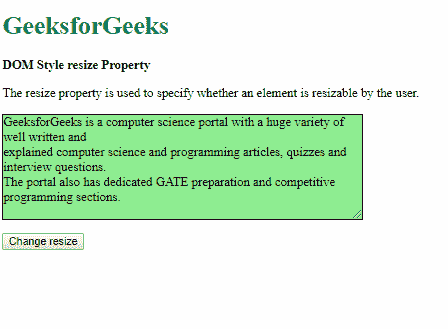 GeeksforGeeks
DOM Style resize Property
The resize property is used to specify whether an element is resizable by the user.
GeeksforGeeks is a computer science portal with a huge variety of
well written and
explained computer science and programming articles, quizzes and
interview questions.
The portal also has dedicated GATE preparation and competitive
programming sections.
Change resize